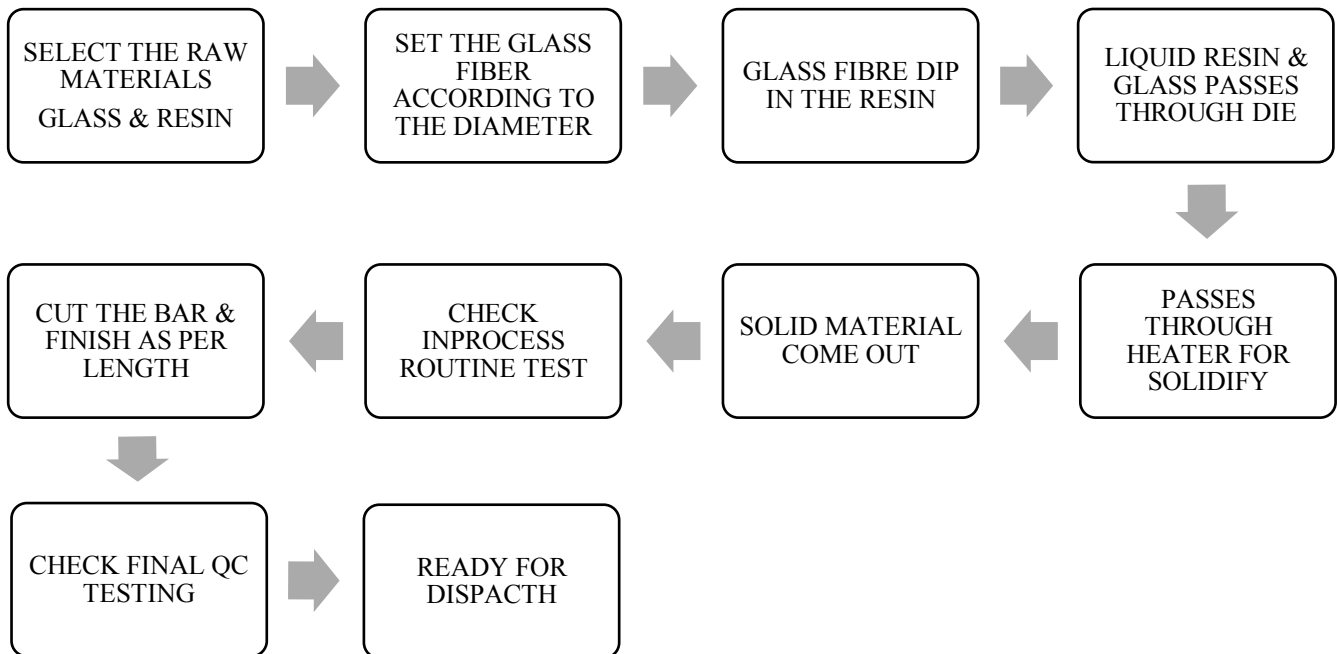 SELECT THE RAW
MATERIALS
GLASS & RESIN
SET THE GLASS
FIBER
ACCORDING TO
THE DIAMETER
GLASS FIBRE DIP
IN THE RESIN
LIQUID RESIN &
GLASS PASSES
THROUGH DIE
PASSES
THROUGH
HEATER FOR
SOLIDIFY
SOLID MATERIAL
COME OUT
CHECK
INPROCESS
ROUTINE TEST
CUT THE BAR &
FINISH AS PER
LENGTH
CHECK FINAL QC
TESTING
READY FOR
DISPACTH